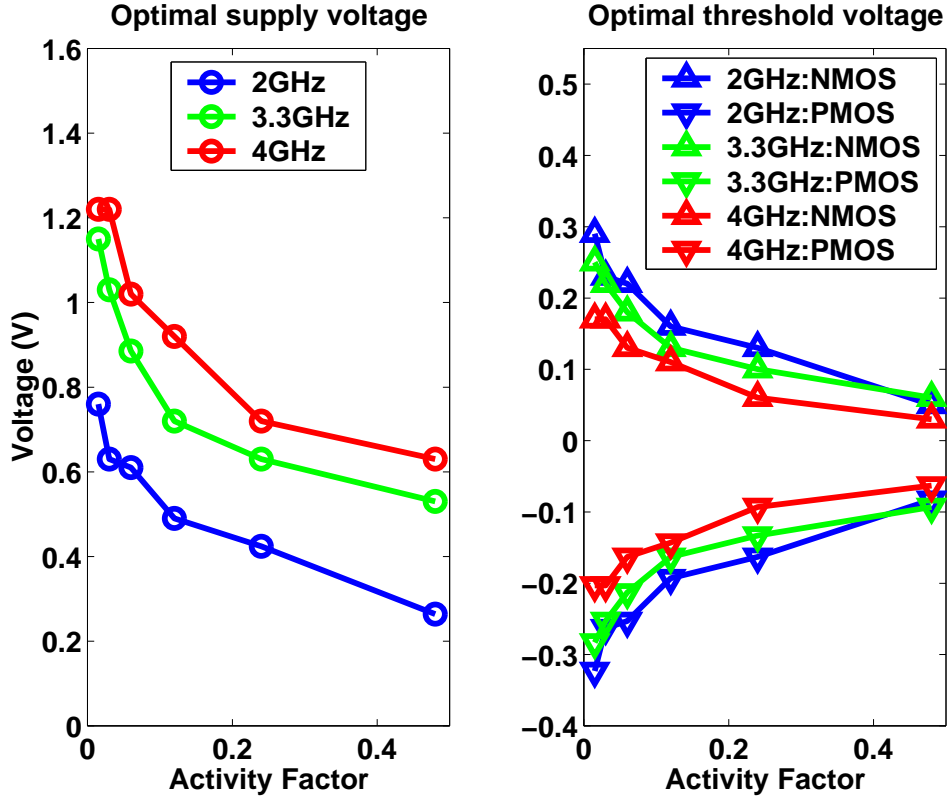 Optimal supply voltage
1.6
1.4
1.2
1
0.8
0.6
0.4
0.2
0
0
0.2
0.4
Voltage (V)
Activity Factor
2GHz
3.3GHz
4GHz
Optimal threshold voltage
0.5
0.4
0.3
0.2
0.1
0
−0.1
−0.2
−0.3
−0.4
0
0.2
0.4
Activity Factor
2GHz:NMOS
2GHz:PMOS
3.3GHz:NMOS
3.3GHz:PMOS
4GHz:NMOS
4GHz:PMOS